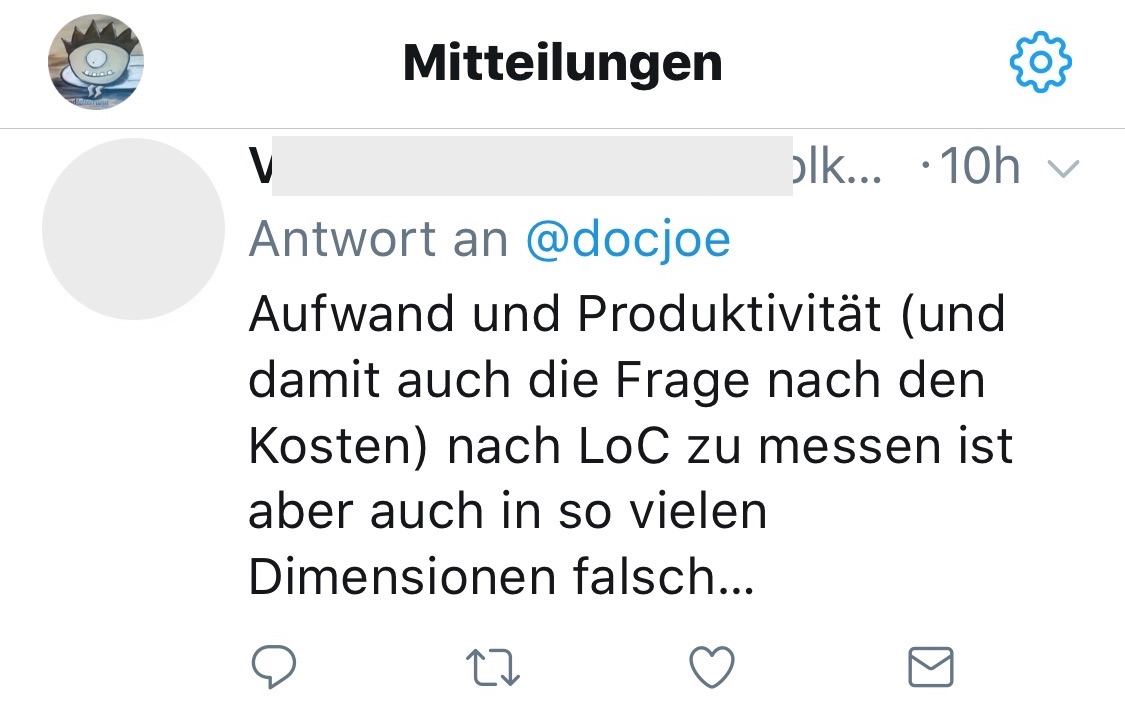 Mitteilungen
V olk... · 10h
Antwort an @docjoe
Aufwand und Produktivität (und
damit auch die Frage nach den
Kosten) nach LoC zu messen ist
aber auch in so vielen
Dimensionen falsch...